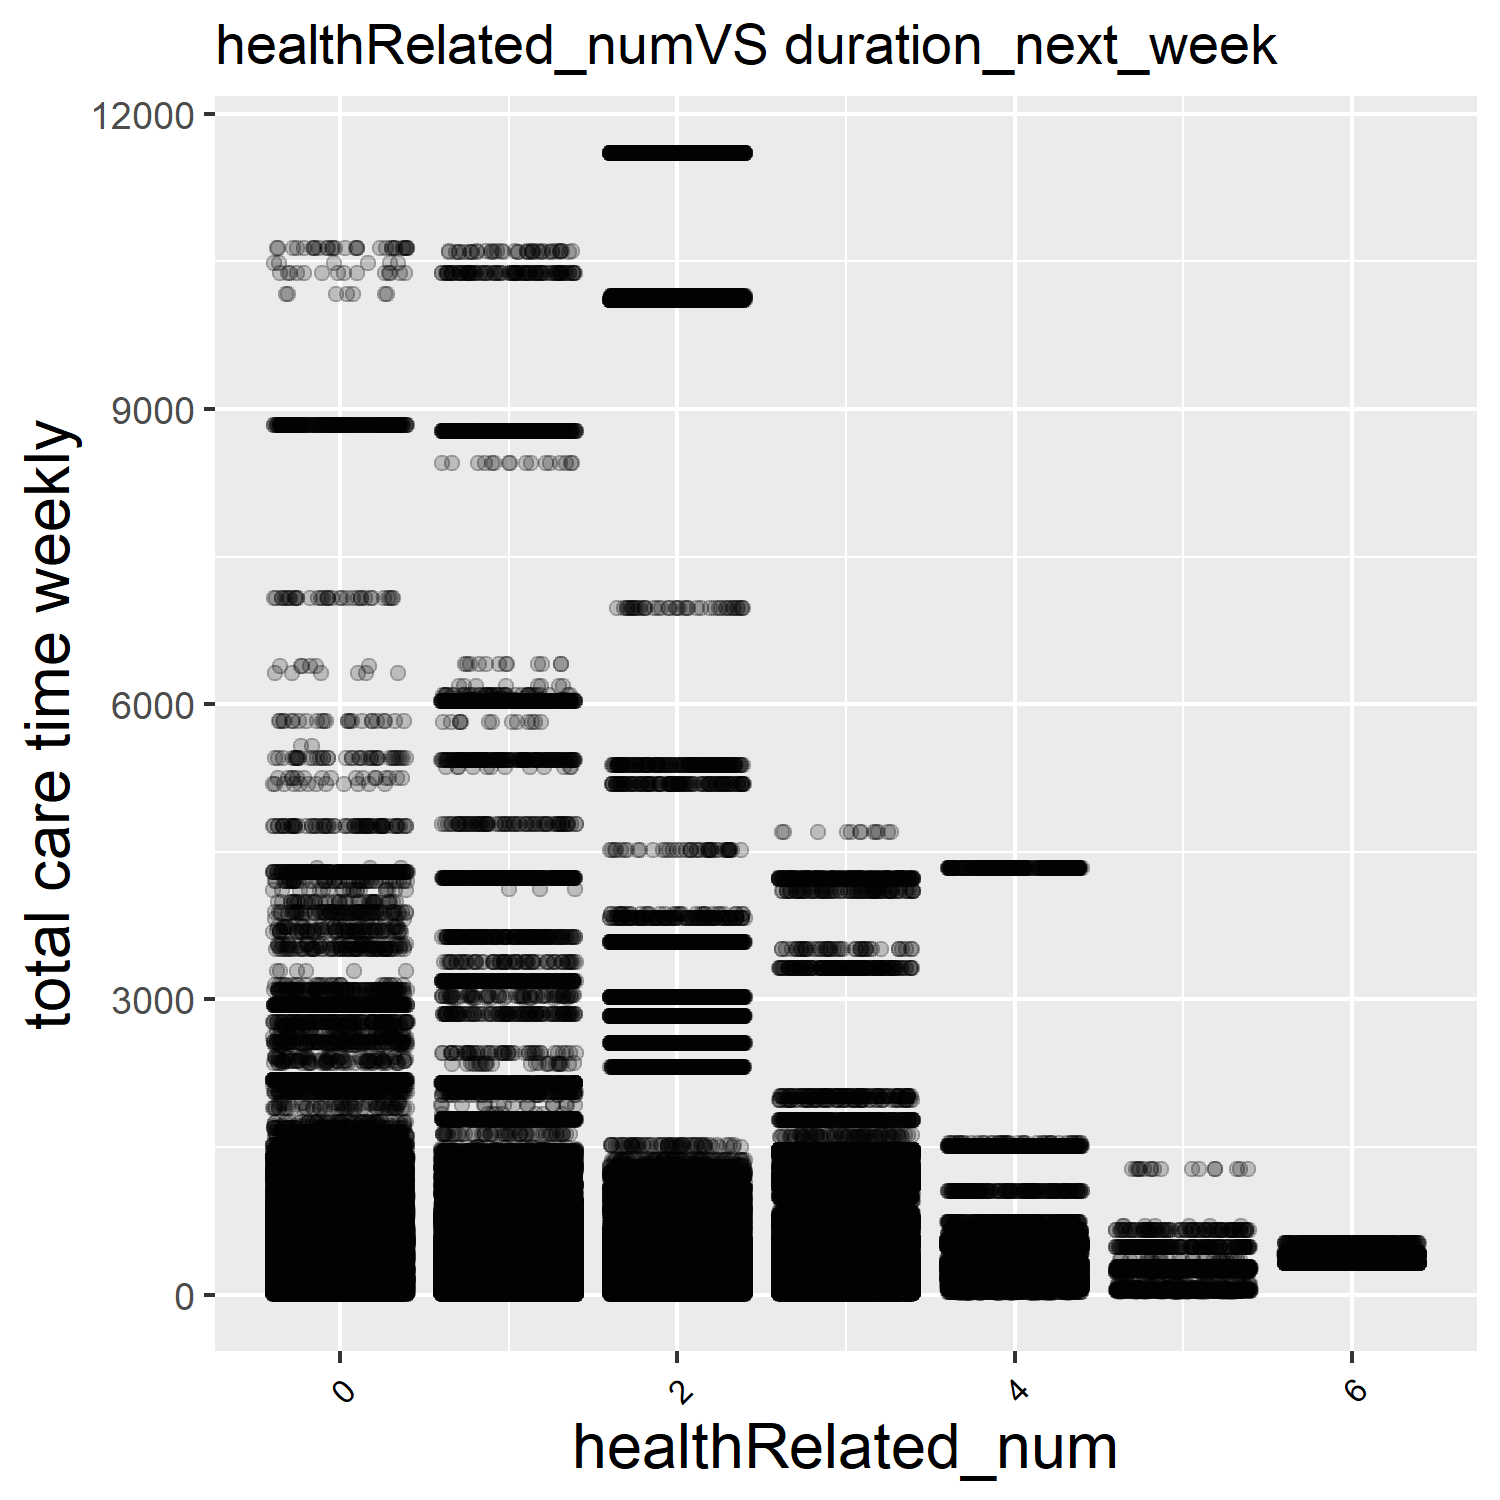 healthRelated_numVS duration_next_week
12000
9000
6000
3000
0
total care time weekly
0 2 4 6
healthRelated_num